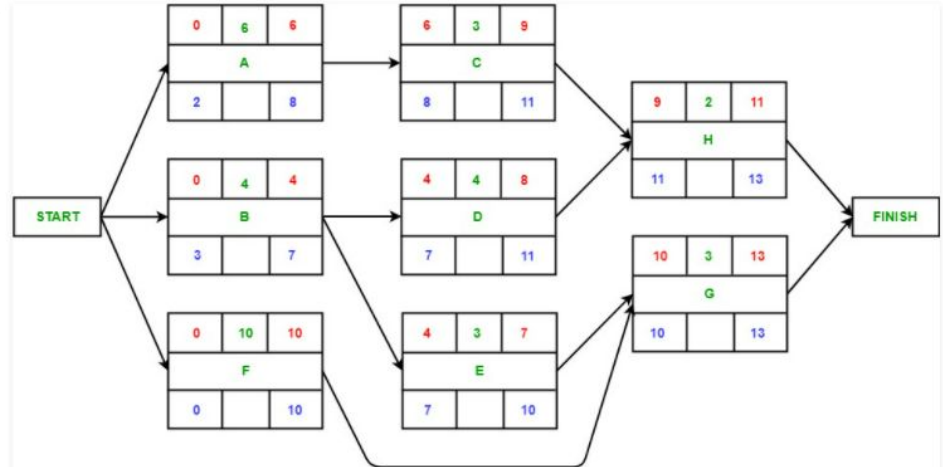 0 6 6
A
2 8
6 3 9
C
8 11
9 2 11
H
11 13
START
0 4 4
B
3 7
4 4 8
D
7 11
FINISH
10 3 13
G
10 13
0 10 10
F
0 10
4 3 7
E
7 10